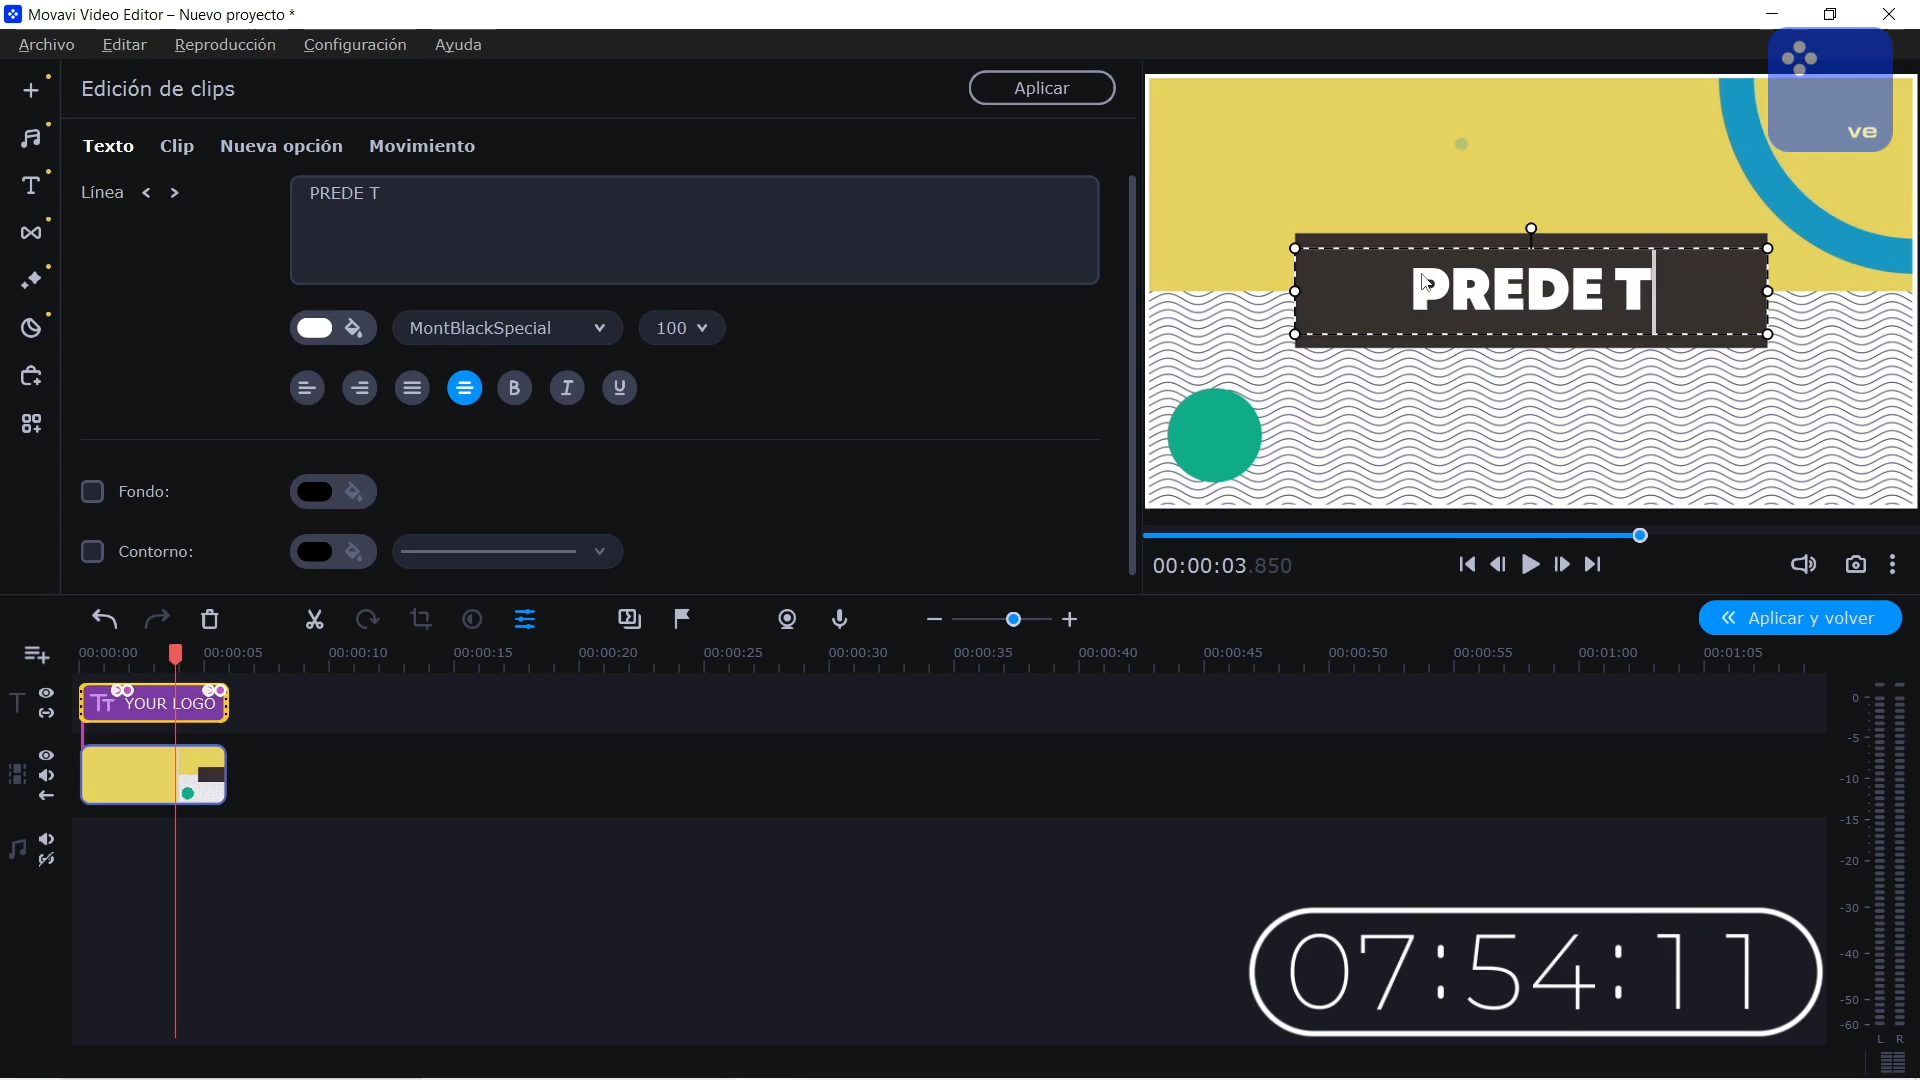 Movavi Video Editor – Nuevo proyecto *
Archivo Editar Reproducción Configuración Ayuda
Edición de clips
Aplicar
ve
Texto Clip Nueva opción Movimiento
Línea < >
PREDE T
PREDE T
MontBlackSpecial
100
B I U
Fondo:
Contorno:
00:00:03.850
Aplicar y volver
00:00:00 00:00:05 00:00:10 00:00:15 00:00:20 00:00:25 00:00:30 00:00:35 00:00:40 00:00:45 00:00:50 00:00:55 00:01:00 00:01:05
T
Tт YOUR LOGO
0
-5
-10
-15
-20
-30
-40
-50
-60
L R
07:54:11